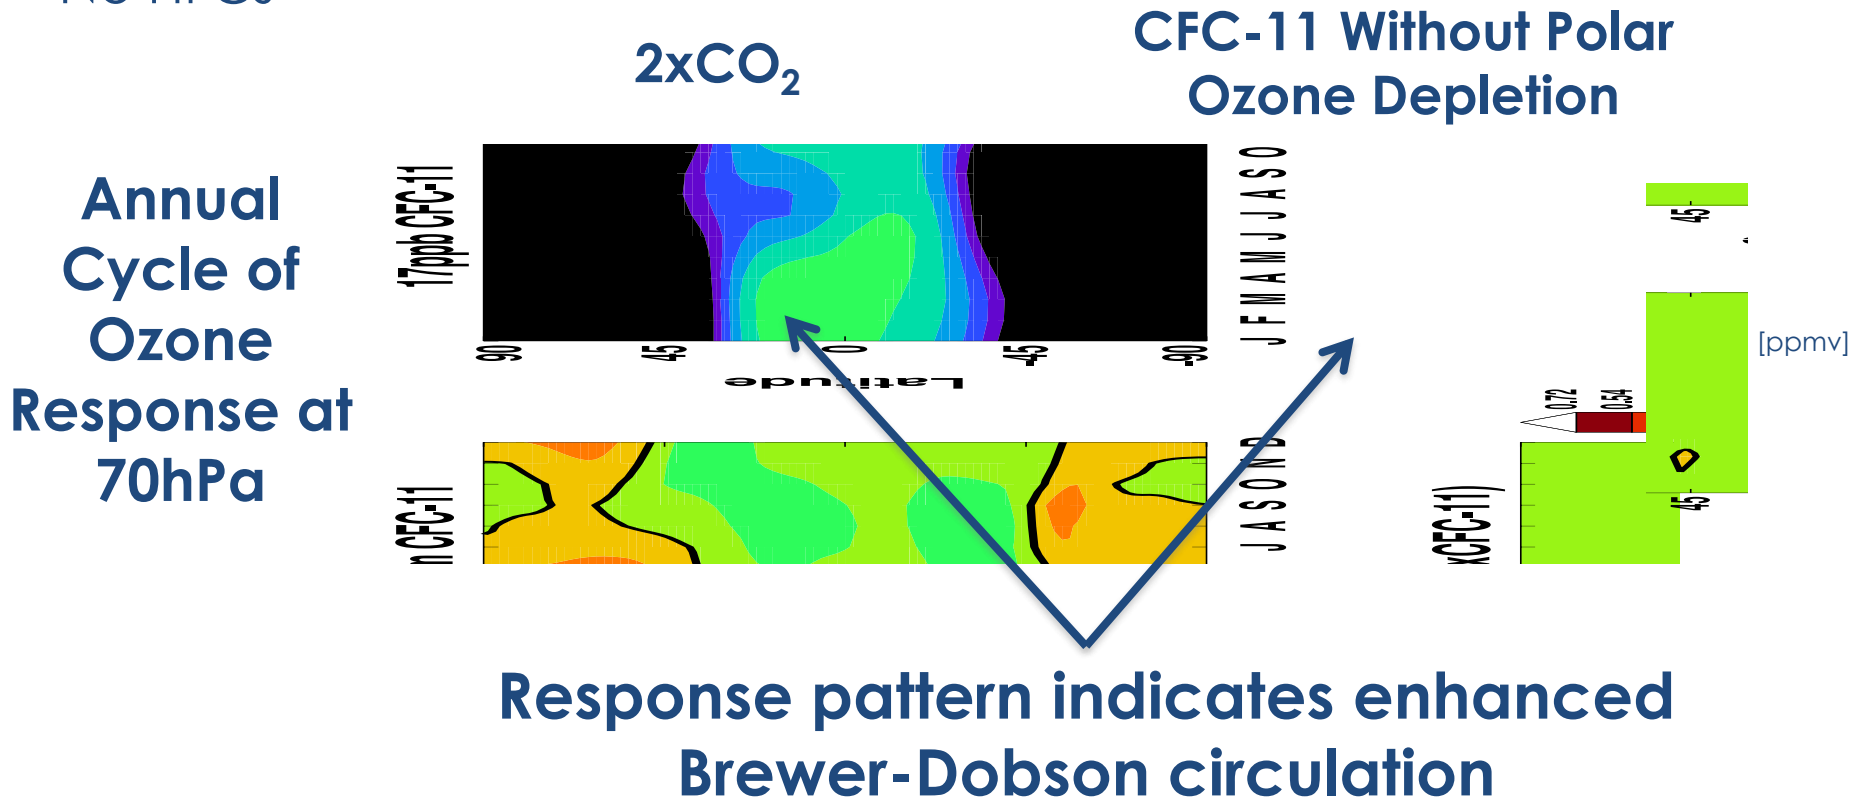 2xCO₂
CFC-11 Without Polar
Ozone Depletion
Annual
Cycle of
Ozone
Response at
70hPa
17ppb CFC-11
J F M A M J J A S O
90
45
0
-45
-90
Latitude
45
[ppmv]
0.72
0.54
n CFC-11
J A S O N D
xCFC-11)
45
Response pattern indicates enhanced
Brewer-Dobson circulation